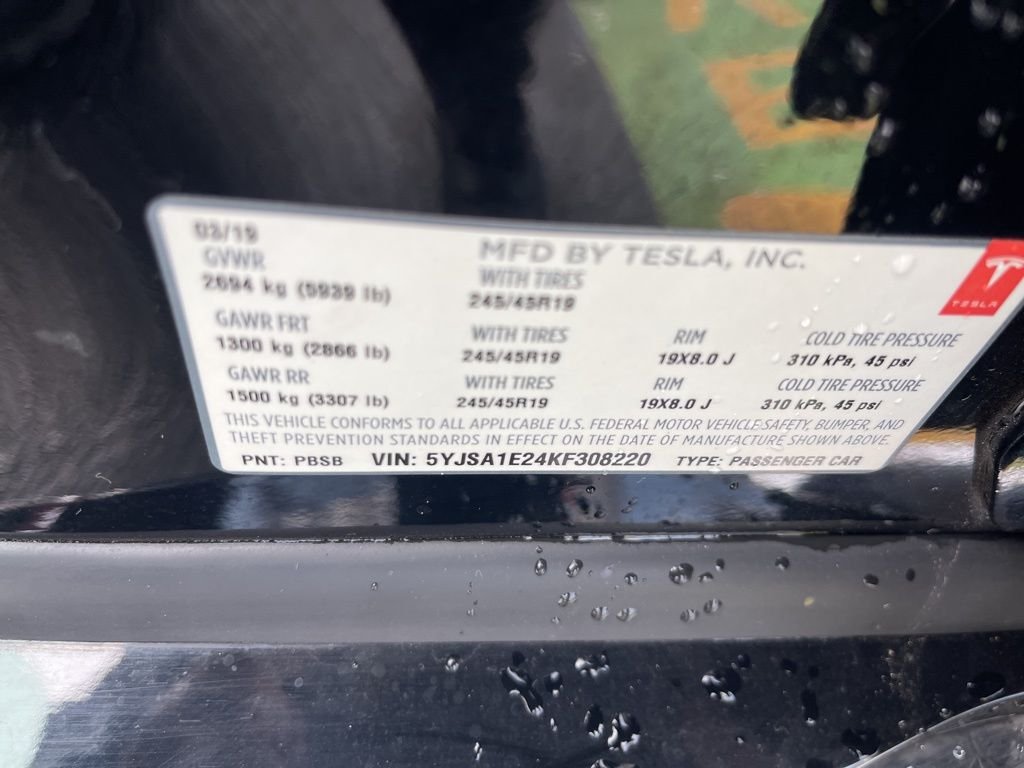 03/19
MFD BY TESLA, INC.
GVWR
WITH TIRES
2694 kg (5939 lb)
245/45R19
TESLA
GAWR FRT WITH TIRES RIM COLD TIRE PRESSURE
1300 kg (2866 lb) 245/45R19 19X8.0 J 310 kPa, 45 psi
GAWR RR WITH TIRES RIM COLD TIRE PRESSURE
1500 kg (3307 lb) 245/45R19 19X8.0 J 310 kPa, 45 psi
THIS VEHICLE CONFORMS TO ALL APPLICABLE U.S. FEDERAL MOTOR VEHICLE SAFETY, BUMPER, AND
THEFT PREVENTION STANDARDS IN EFFECT ON THE DATE OF MANUFACTURE SHOWN ABOVE.
PNT: PBSB VIN: 5YJSA1E24KF308220 TYPE: PASSENGER CAR